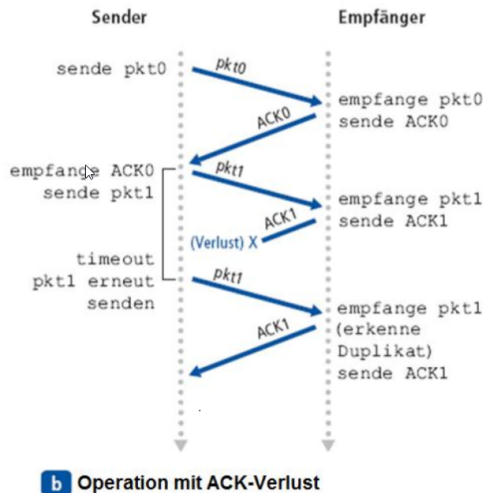 Sender
Empfänger
sende pkt0
pkt0
empfange pkt0
sende ACK0
ACK0
empfange ACK0
sende pkt1
pkt1
empfange pkt1
sende ACK1
ACK1
(Verlust) X
timeout
pkt1 erneut
senden
pkt1
empfange pkt1
(erkenne
Duplikat)
sende ACK1
ACK1
b Operation mit ACK-Verlust